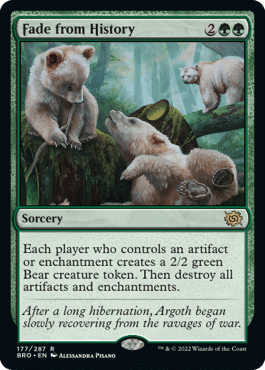 Fade from History 2
Sorcery
Each player who controls an artifact
or enchantment creates a 2/2 green
Bear creature token. Then destroy all
artifacts and enchantments.
After a long hibernation, Argoth began
slowly recovering from the ravages of war.
177/287 R
BRO • EN Alessandra Pisano
™ & © 2022 Wizards of the Coast